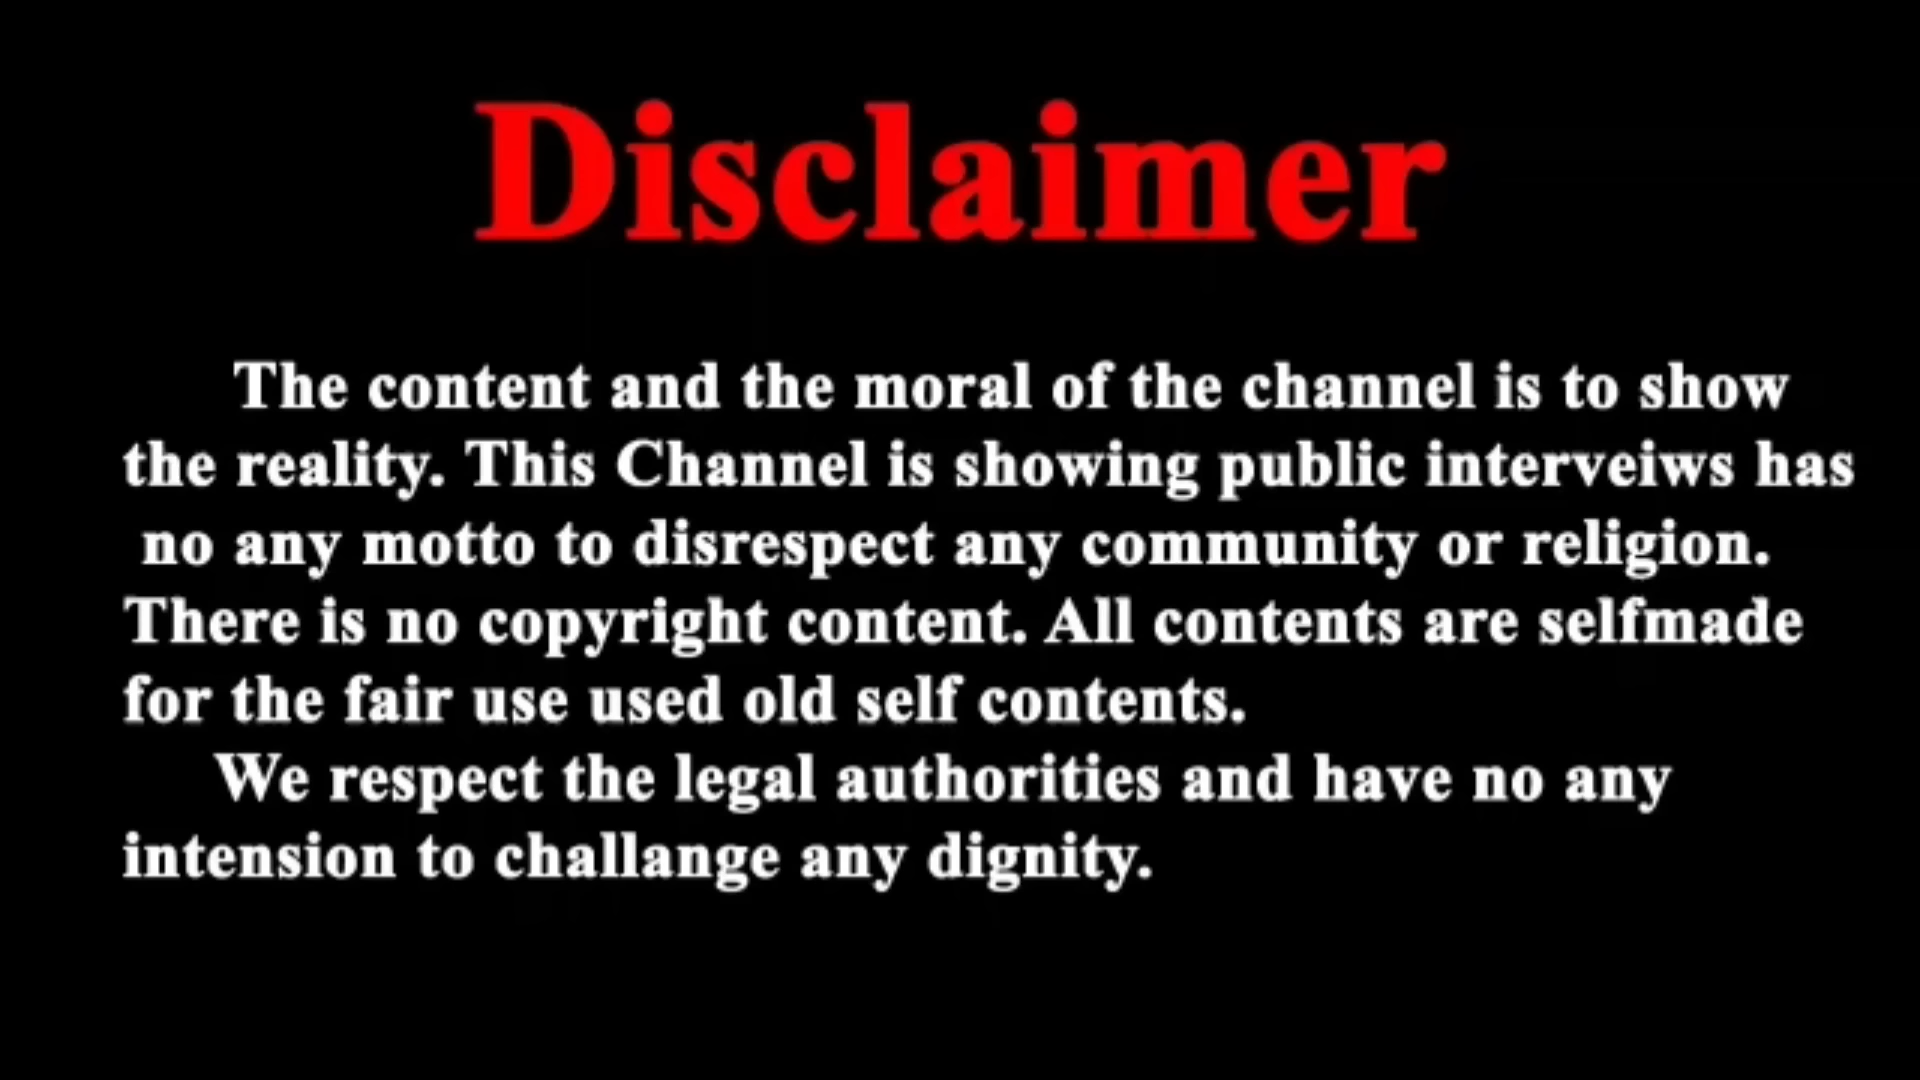 Disclaimer
The content and the moral of the channel is to show
the reality. This Channel is showing public interveiws has
no any motto to disrespect any community or religion.
There is no copyright content. All contents are selfmade
for the fair use used old self contents.
We respect the legal authorities and have no any
intension to challange any dignity.